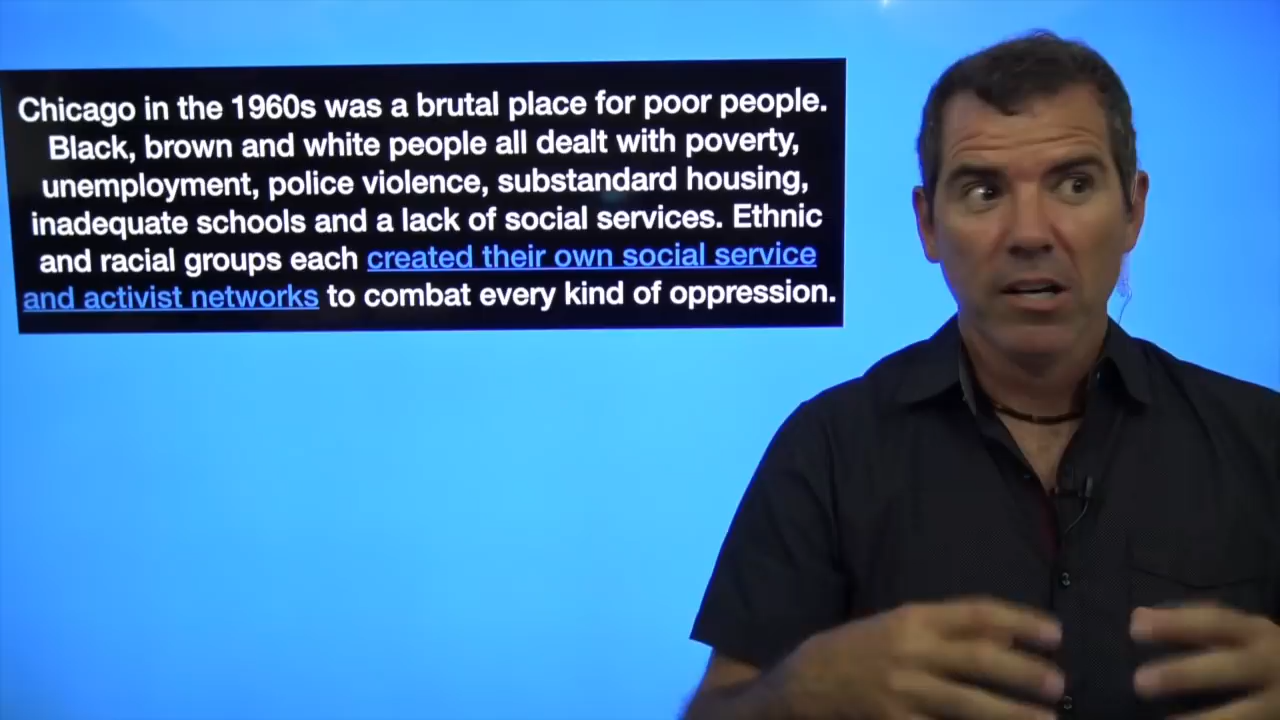 Chicago in the 1960s was a brutal place for poor people.
Black, brown and white people all dealt with poverty,
unemployment, police violence, substandard housing,
inadequate schools and a lack of social services. Ethnic
and racial groups each created their own social service
and activist networks to combat every kind of oppression.